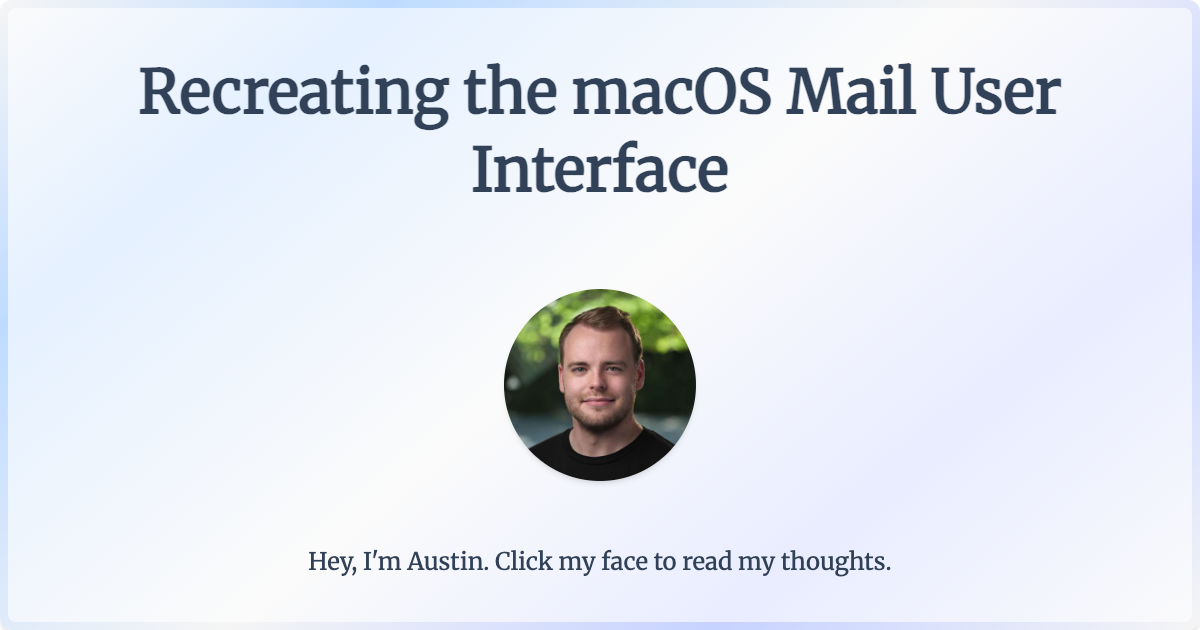 Recreating the macOS Mail User
Interface
Hey, I'm Austin. Click my face to read my thoughts.